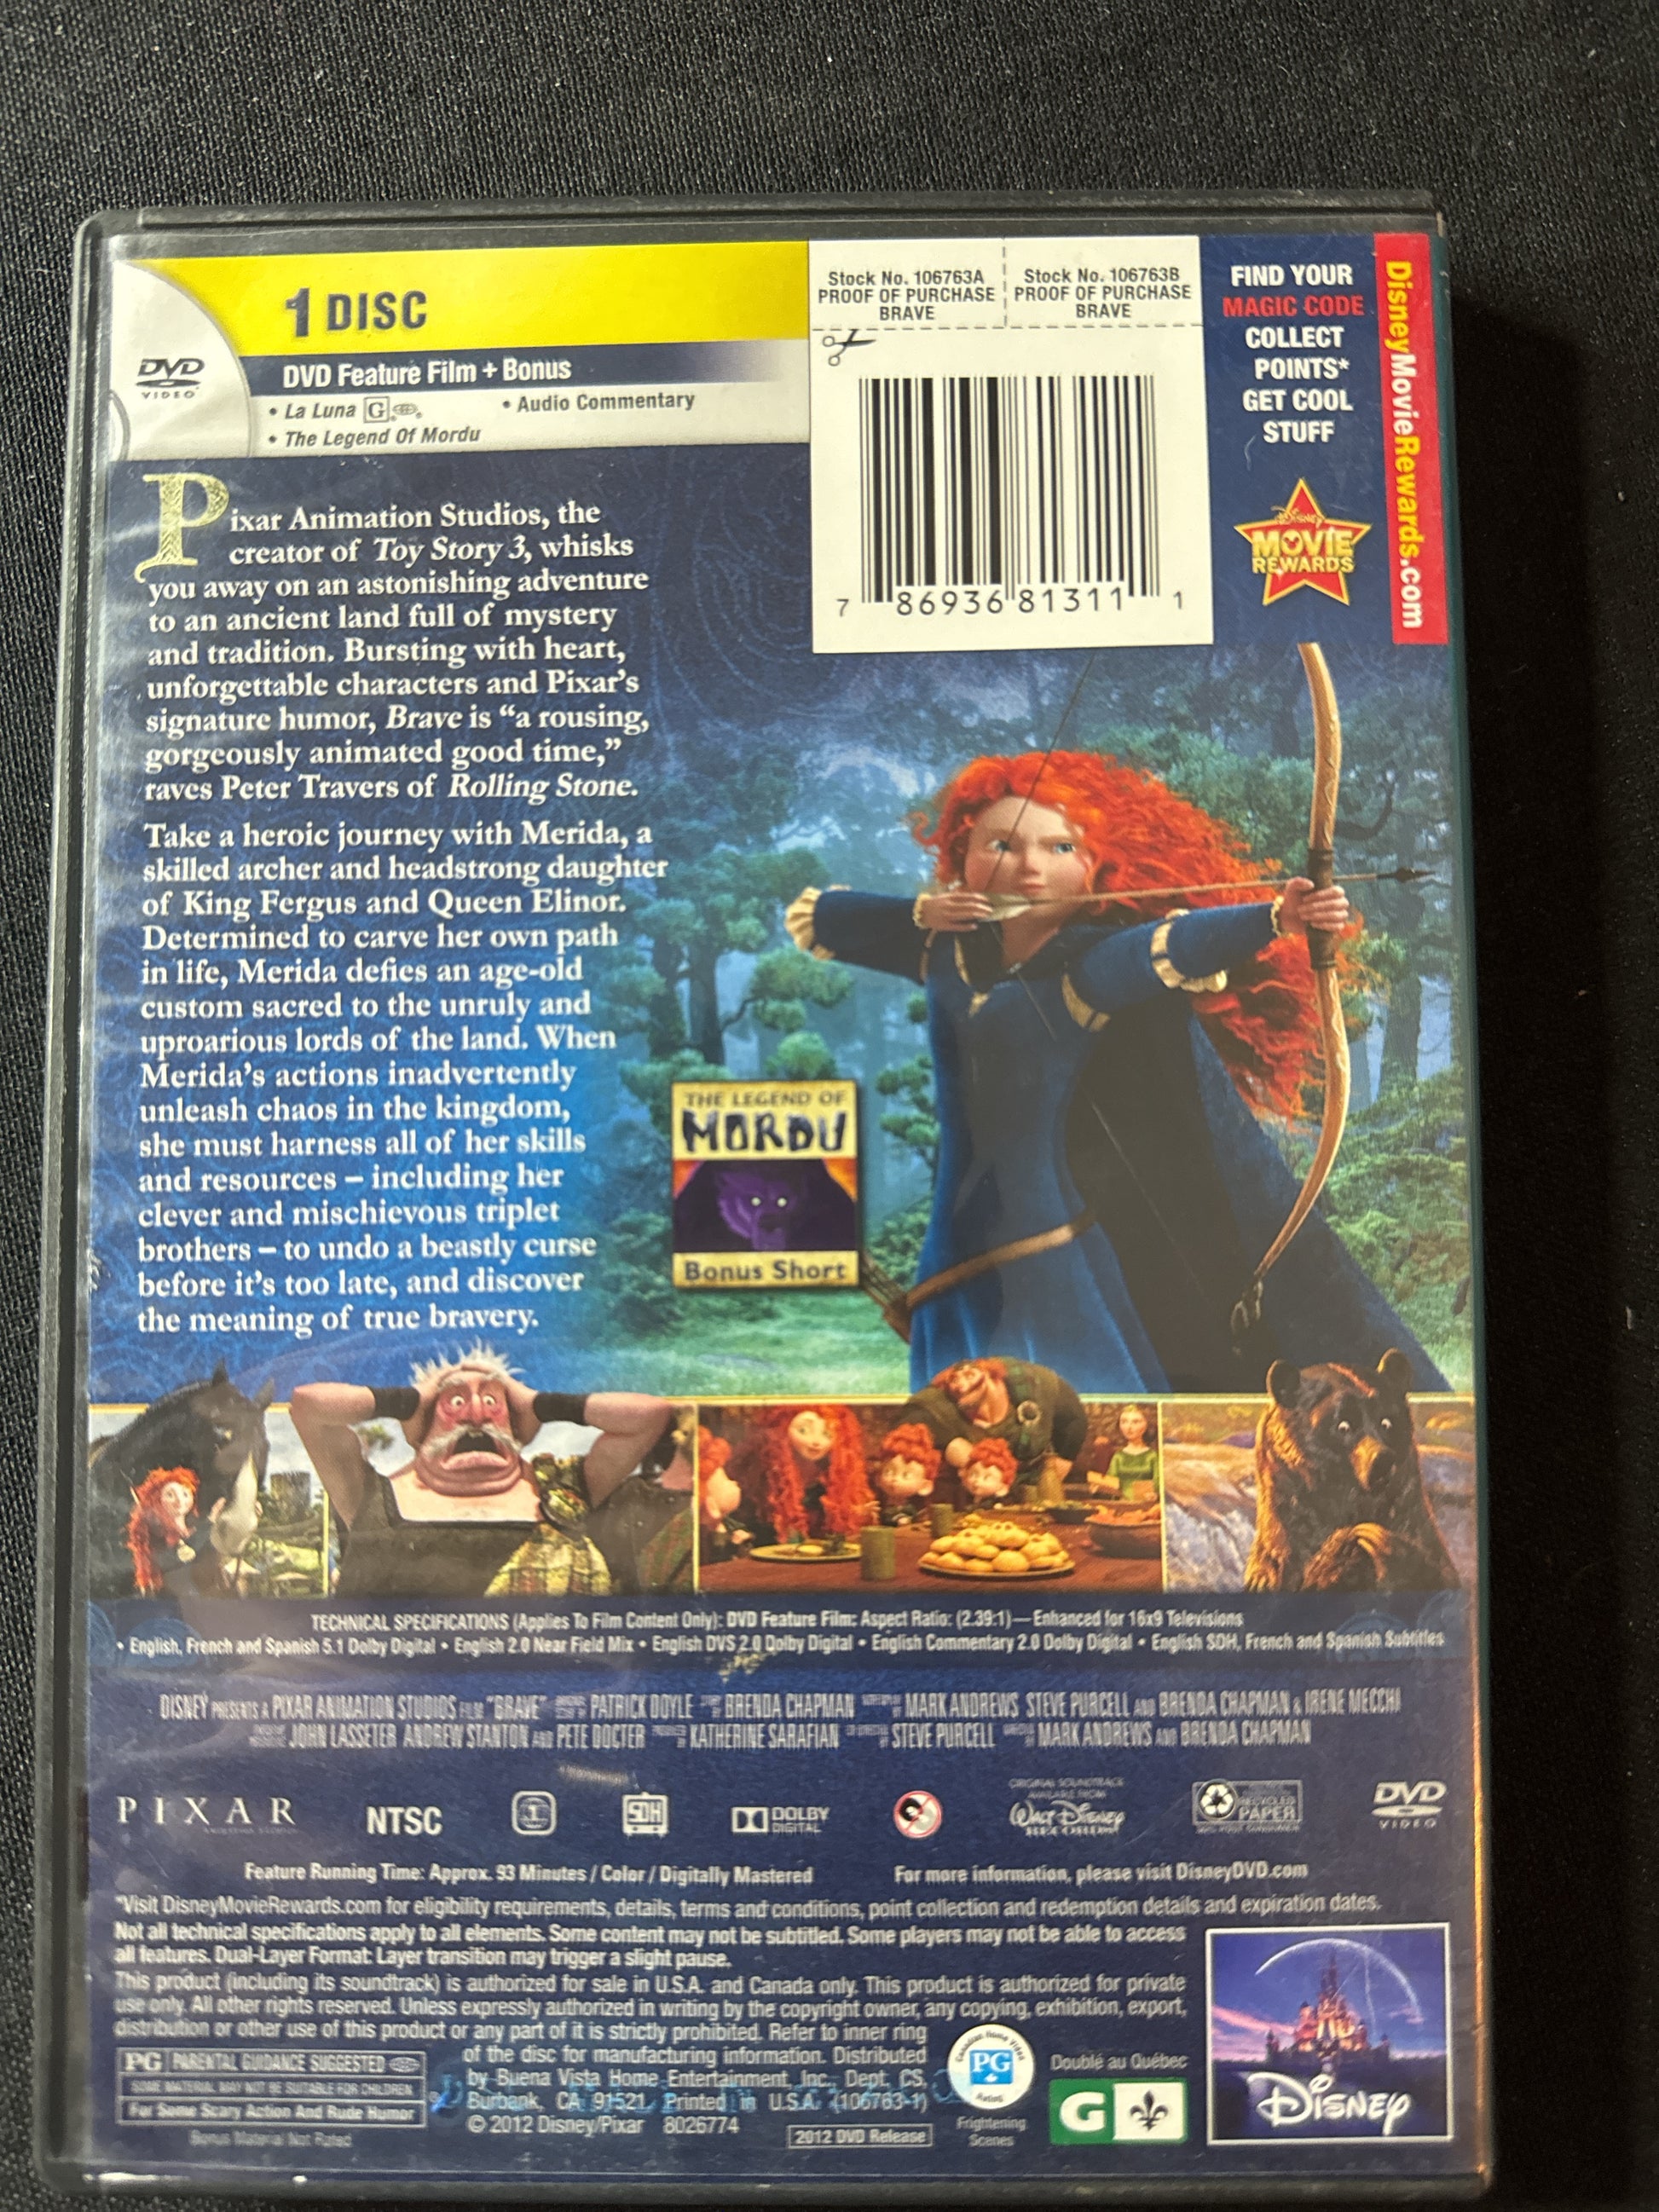 1 DISC
DVD
VIDEO
DVD Feature Film + Bonus
• La Luna G
• Audio Commentary
• The Legend Of Mordu
Stock No. 106763A
PROOF OF PURCHASE
BRAVE
Stock No. 106763B
PROOF OF PURCHASE
BRAVE
7 86936 81311 1
FIND YOUR
MAGIC CODE
COLLECT
POINTS*
GET COOL
STUFF
DISNEY
MOVIE
REWARDS
DisneyMovieRewards.com
Pixar Animation Studios, the
creator of Toy Story 3, whisks
you away on an astonishing adventure
to an ancient land full of mystery
and tradition. Bursting with heart,
unforgettable characters and Pixar's
signature humor, Brave is “a rousing,
gorgeously animated good time,”
raves Peter Travers of Rolling Stone.
Take a heroic journey with Merida, a
skilled archer and headstrong daughter
of King Fergus and Queen Elinor.
Determined to carve her own path
in life, Merida defies an age-old
custom sacred to the unruly and
uproarious lords of the land. When
Merida's actions inadvertently
unleash chaos in the kingdom,
she must harness all of her skills
and resources – including her
clever and mischievous triplet
brothers – to undo a beastly curse
before it's too late, and discover
the meaning of true bravery.
THE LEGEND OF
MORDU
Bonus Short
TECHNICAL SPECIFICATIONS (Applies To Film Content Only): DVD Feature Film: Aspect Ratio: (2.39:1)—Enhanced for 16x9 Televisions
• English, French and Spanish 5.1 Dolby Digital • English 2.0 Near Field Mix • English DVS 2.0 Dolby Digital • English Commentary 2.0 Dolby Digital • English SDH, French and Spanish Subtitles
DISNEY PRESENTS A PIXAR ANIMATION STUDIOS FILM "BRAVE" PATRICK DOYLE BRENDA CHAPMAN MARK ANDREWS STEVE PURCELL AND BRENDA CHAPMAN & IRENE MECCHI
JOHN LASSETER ANDREW STANTON AND PETE DOCTER KATHERINE SARAFIAN STEVE PURCELL MARK ANDREWS AND BRENDA CHAPMAN
PIXAR
NTSC
1
SDH
DOLBY
DIGITAL
ORIGINAL SOUNDTRACK
AVAILABLE FROM
WALT DISNEY
RECORDS
RECYCLED
PAPER
DVD
VIDEO
Feature Running Time: Approx. 93 Minutes / Color / Digitally Mastered
For more information, please visit DisneyDVD.com
*Visit DisneyMovieRewards.com for eligibility requirements, details, terms and conditions, point collection and redemption details and expiration dates.
Not all technical specifications apply to all elements. Some content may not be subtitled. Some players may not be able to access
all features. Dual-Layer Format: Layer transition may trigger a slight pause.
This product (including its soundtrack) is authorized for sale in U.S.A. and Canada only. This product is authorized for private
use only. All other rights reserved. Unless expressly authorized in writing by the copyright owner, any copying, exhibition, export,
distribution or other use of this product or any part of it is strictly prohibited. Refer to inner ring
of the disc for manufacturing information. Distributed
by Buena Vista Home Entertainment, Inc., Dept. CS,
Burbank, CA 91521. Printed in U.S.A. (106763-1)
© 2012 Disney/Pixar 8026774
2012 DVD Release
PG PARENTAL GUIDANCE SUGGESTED
SOME MATERIAL MAY NOT BE SUITABLE FOR CHILDREN
For Some Scary Action And Rude Humor
Bonus Material Not Rated
Canadian Home Video
PG
Rating
Frightening
Scenes
Doublé au Québec
G
Disney